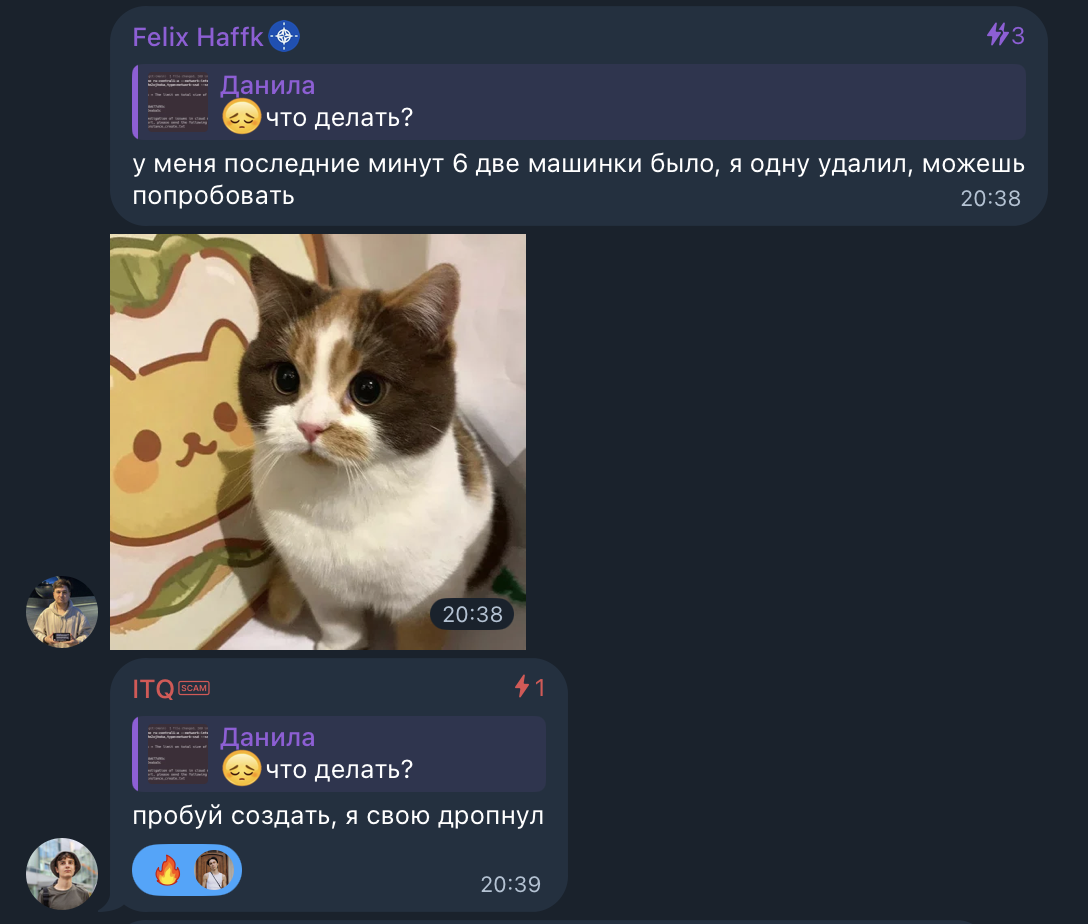 Felix Haffk 3
Данила
😔что делать?
у меня последние минут 6 две машинки было, я одну удалил, можешь
попробовать 20:38
20:38
ITQ SCAM 1
Данила
😔что делать?
пробуй создать, я свою дропнул
🔥 20:39